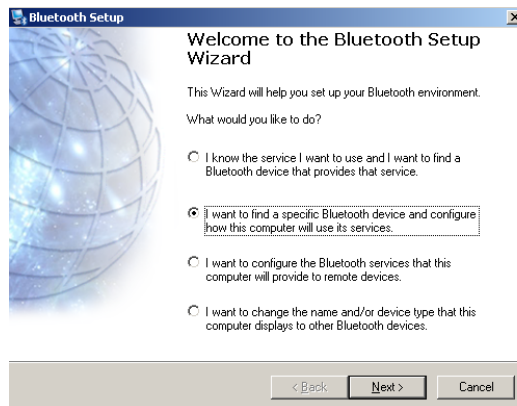 Bluetooth Setup
Welcome to the Bluetooth Setup
Wizard
This Wizard will help you set up your Bluetooth environment.
What would you like to do?
I know the service I want to use and I want to find a
Bluetooth device that provides that service.
I want to find a specific Bluetooth device and configure
how this computer will use its services.
I want to configure the Bluetooth services that this
computer will provide to remote devices.
I want to change the name and/or device type that this
computer displays to other Bluetooth devices.
< Back Next > Cancel